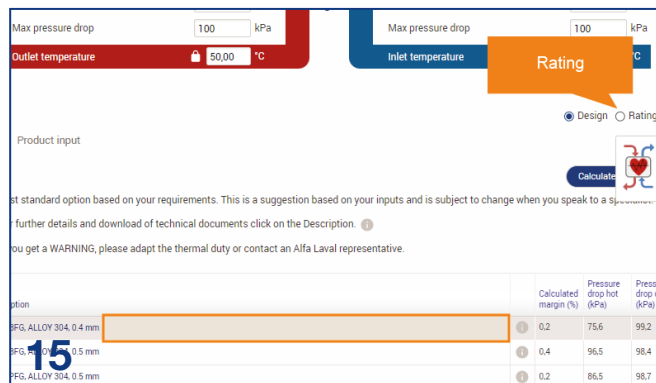 Max pressure drop 100 kPa Max pressure drop 100 kPa
Outlet temperature 50,00 °C Inlet temperature °C
Rating
Design Rating
Product input
Calculate
st standard option based on your requirements. This is a suggestion based on your inputs and is subject to change when you speak to a specialist.
r further details and download of technical documents click on the Description.
you get a WARNING, please adapt the thermal duty or contact an Alfa Laval representative.
ption Calculated margin (%) Pressure drop hot (kPa) Press drop (kPa)
BFG, ALLOY 304, 0.4 mm 0,2 75,6 99,2
BFG, ALLOY 304, 0.5 mm 0,4 96,5 98,4
PFG, ALLOY 304, 0.5 mm 0,2 86,5 98,7
15